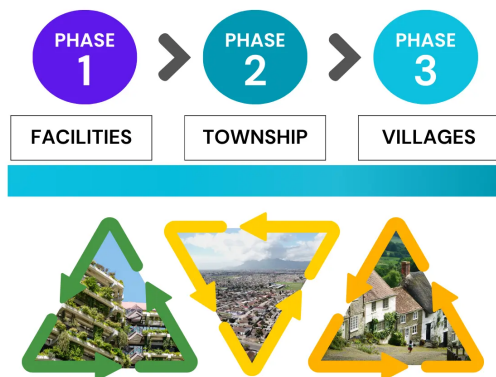 PHASE
1
PHASE
2
PHASE
3
FACILITIES
TOWNSHIP
VILLAGES